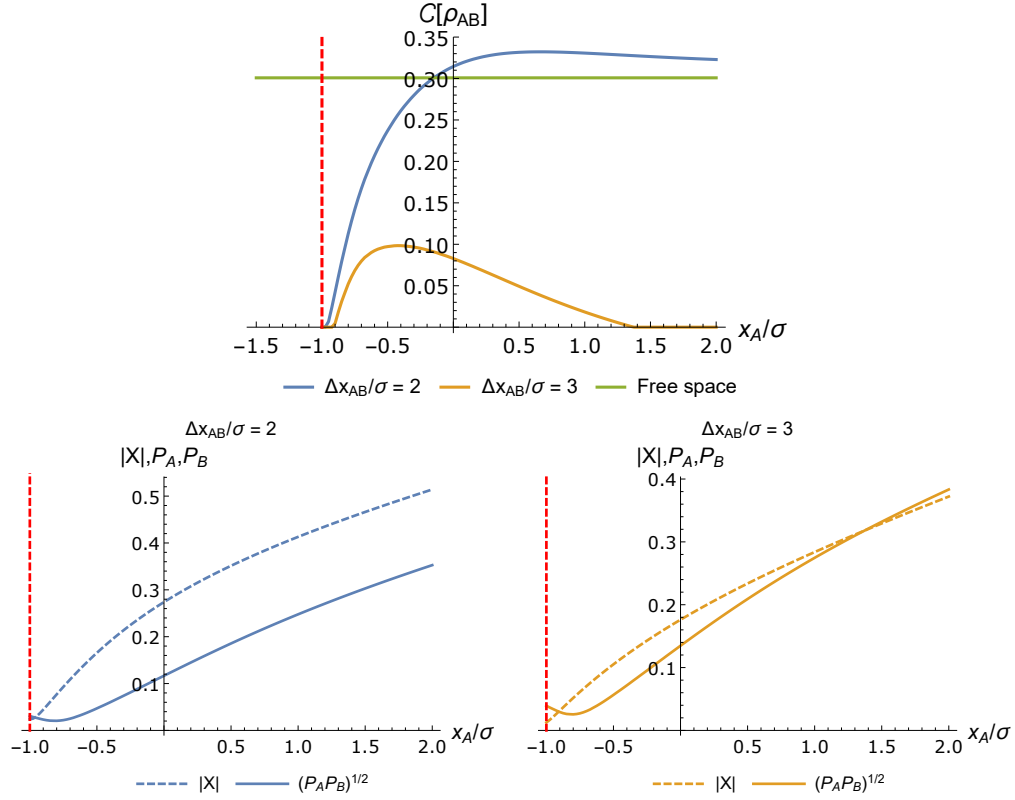 C[ρAB]
0.35
0.30
0.25
0.20
0.15
0.10
0.05
−1.5 −1.0 −0.5 0.5 1.0 1.5 2.0 xA/σ
ΔxAB/σ = 2 ΔxAB/σ = 3 Free space
ΔxAB/σ = 2
|X|,PA,PB
0.5
0.4
0.3
0.2
0.1
−1.0 −0.5 0.5 1.0 1.5 2.0 xA/σ
|X| (PAPB)1/2
ΔxAB/σ = 3
|X|,PA,PB
0.4
0.3
0.2
0.1
−1.0 −0.5 0.5 1.0 1.5 2.0 xA/σ
|X| (PAPB)1/2